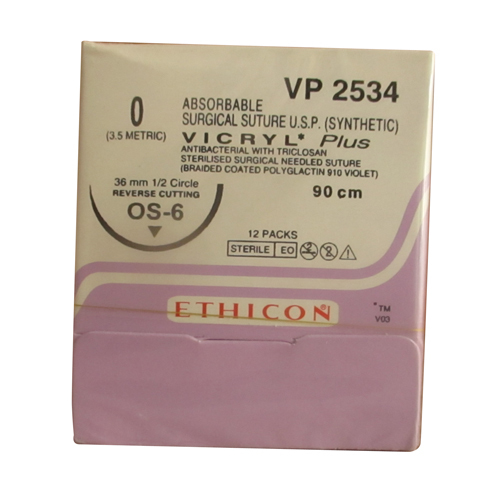 VP 2534
0
(3.5 METRIC)
ABSORBABLE
SURGICAL SUTURE U.S.P. (SYNTHETIC)
VICRYL* Plus
ANTIBACTERIAL WITH TRICLOSAN
STERILISED SURGICAL NEEDLED SUTURE
(BRAIDED COATED POLYGLACTIN 910 VIOLET)
90 cm
36 mm 1/2 Circle
REVERSE CUTTING
OS-6
12 PACKS
STERILE EO
2
ETHICON®
*TM
V03